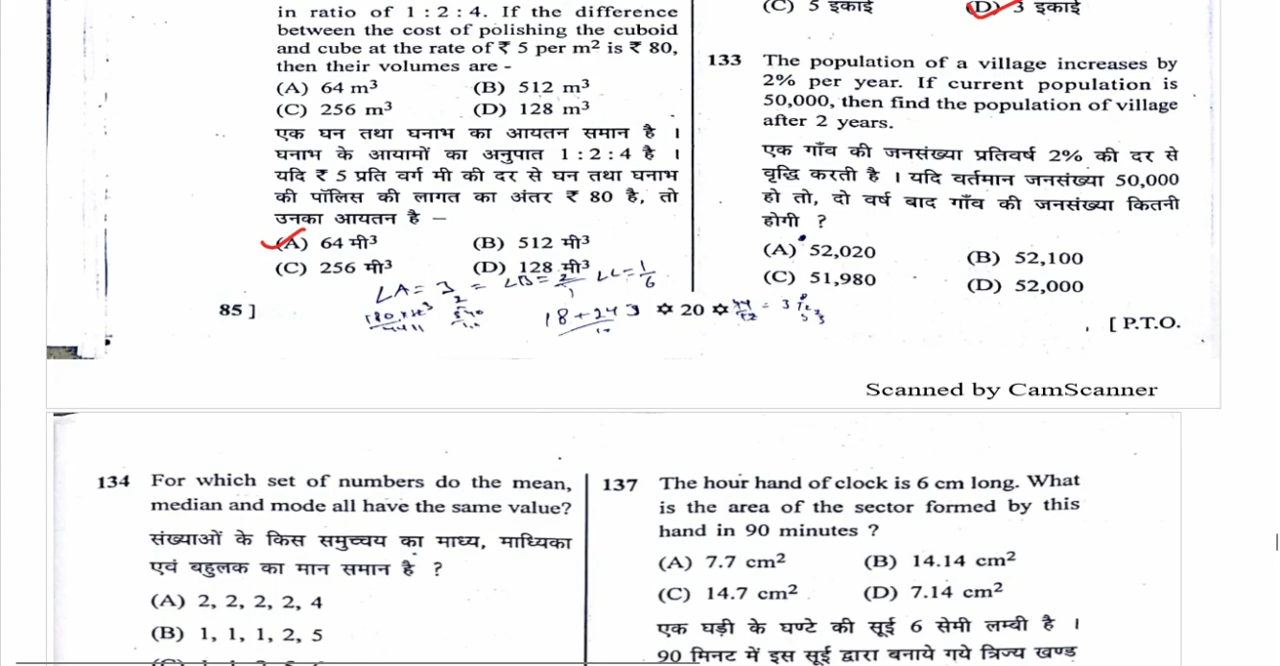 in ratio of 1 : 2 : 4. If the difference
between the cost of polishing the cuboid
and cube at the rate of ₹ 5 per m² is ₹ 80,
then their volumes are -
(A) 64 m³ (B) 512 m³
(C) 256 m³ (D) 128 m³
एक घन तथा घनाभ का आयतन समान है ।
घनाभ के आयामों का अनुपात 1 : 2 : 4 है ।
यदि ₹ 5 प्रति वर्ग मी की दर से घन तथा घनाभ
की पॉलिस की लागत का अंतर ₹ 80 है, तो
उनका आयतन है –
(A) 64 मी³ (B) 512 मी³
(C) 256 मी³ (D) 128 मी³
∠A = 3/2 = ∠B = 2/1 ∠C = 1/6
85 ]
18 + 24 3
✡ 20 ✡
(C) 5 इकाई (D) 3 इकाई
133 The population of a village increases by
2% per year. If current population is
50,000, then find the population of village
after 2 years.
एक गाँव की जनसंख्या प्रतिवर्ष 2% की दर से
वृद्धि करती है । यदि वर्तमान जनसंख्या 50,000
हो तो, दो वर्ष बाद गाँव की जनसंख्या कितनी
होगी ?
(A) 52,020 (B) 52,100
(C) 51,980 (D) 52,000
[ P.T.O.
Scanned by CamScanner
134 For which set of numbers do the mean,
median and mode all have the same value?
संख्याओं के किस समुच्चय का माध्य, माध्यिका
एवं बहुलक का मान समान है ?
(A) 2, 2, 2, 2, 4
(B) 1, 1, 1, 2, 5
137 The hour hand of clock is 6 cm long. What
is the area of the sector formed by this
hand in 90 minutes ?
(A) 7.7 cm² (B) 14.14 cm²
(C) 14.7 cm² (D) 7.14 cm²
एक घड़ी के घण्टे की सूई 6 सेमी लम्बी है ।
90 मिनट में इस सूई द्वारा बनाये गये त्रिज्य खण्ड